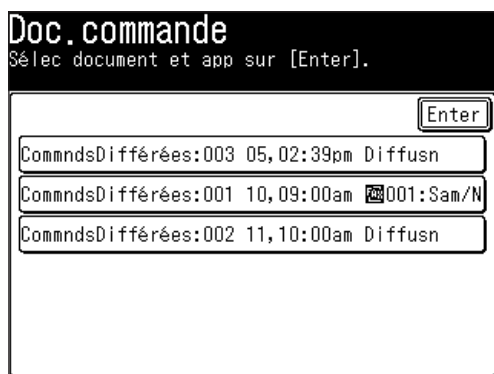 Doc.commande
Sélec document et app sur [Enter].
Enter
CommndsDifférées:003 05,02:39pm Diffusn
CommndsDifférées:001 10,09:00am FAX001:Sam/N
CommndsDifférées:002 11,10:00am Diffusn